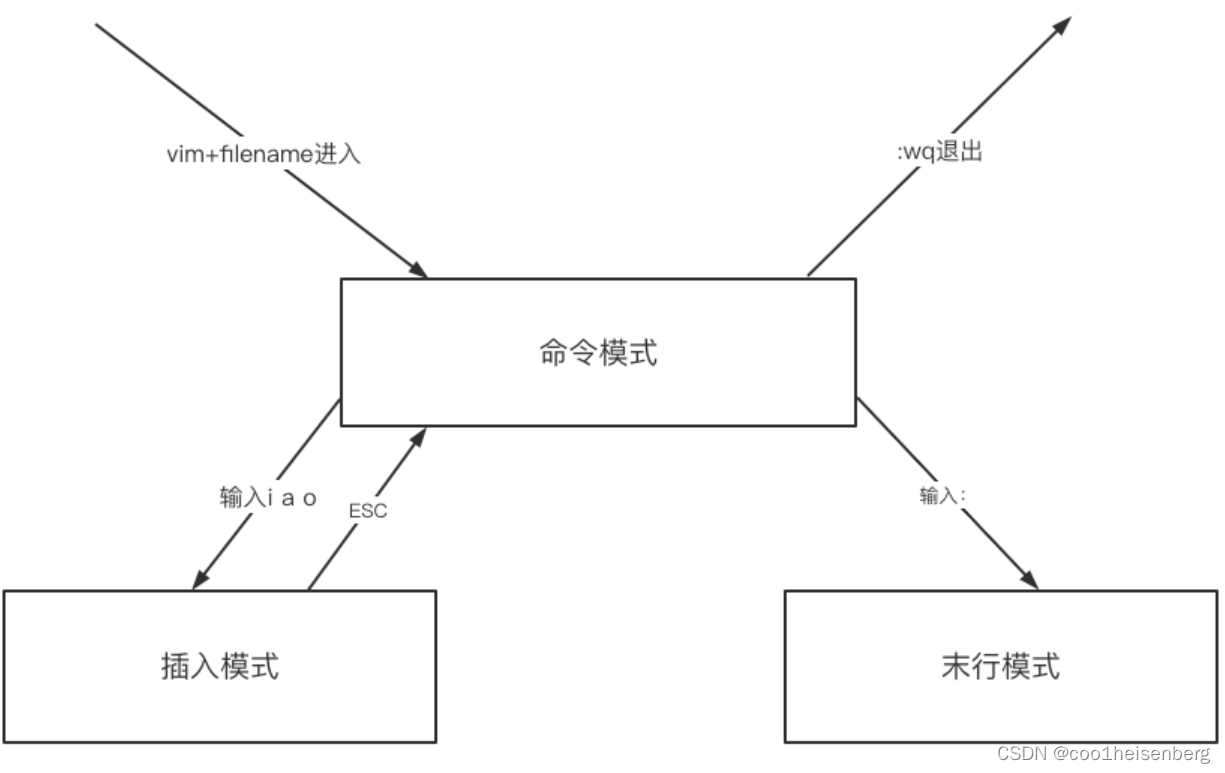 vim+filename进入
:wq退出
命令模式
输入i a o
ESC
输入:
插入模式
末行模式
CSDN @coo1heisenberg